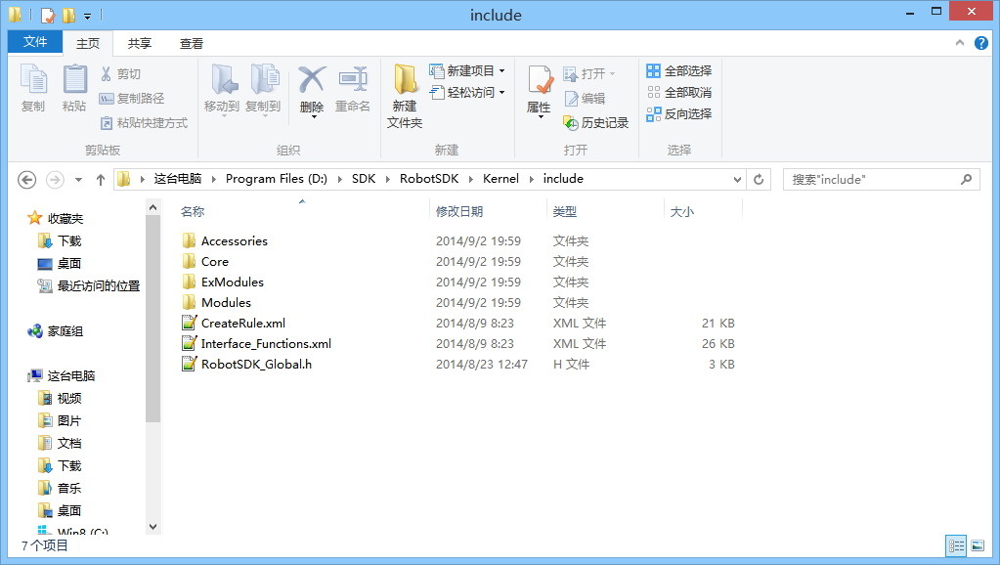 include
文件 主页 共享 查看
复制
粘贴
剪切
复制路径
粘贴快捷方式
剪贴板
移动到
复制到
删除
重命名
组织
新建
文件夹
新建项目
轻松访问
新建
属性
打开
编辑
历史记录
打开
全部选择
全部取消
反向选择
选择
这台电脑 Program Files (D:) SDK RobotSDK Kernel include
搜索"include"
收藏夹
下载
桌面
最近访问的位置
家庭组
这台电脑
视频
图片
文档
下载
音乐
桌面
Win8 (C:)
名称 修改日期 类型 大小
Accessories 2014/9/2 19:59 文件夹
Core 2014/9/2 19:59 文件夹
ExModules 2014/9/2 19:59 文件夹
Modules 2014/9/2 19:59 文件夹
CreateRule.xml 2014/8/9 8:23 XML 文件 21 KB
Interface_Functions.xml 2014/8/9 8:23 XML 文件 26 KB
RobotSDK_Global.h 2014/8/23 12:47 H 文件 3 KB
7 个项目